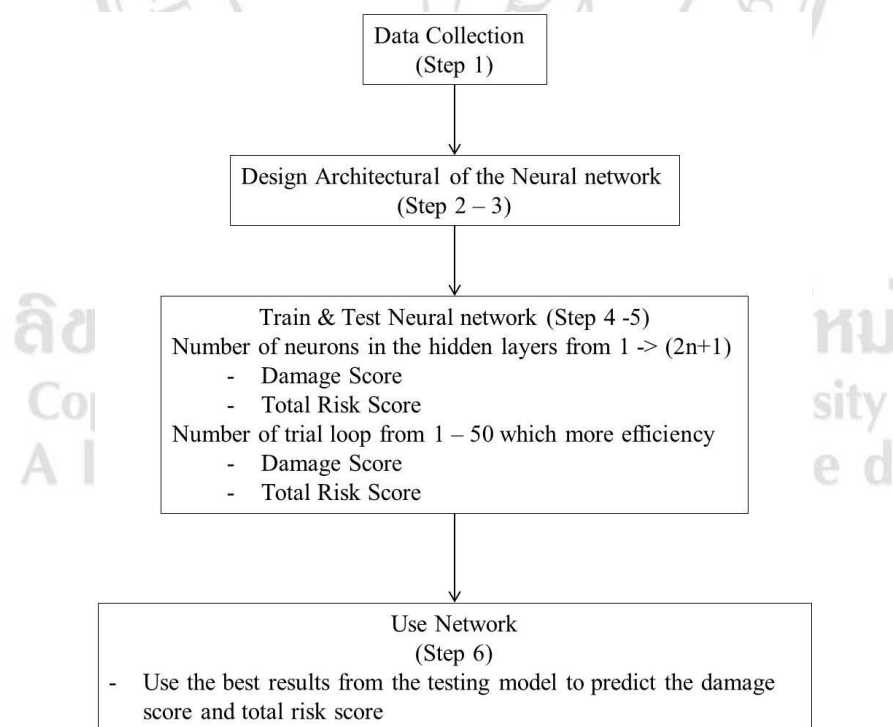 Data Collection
(Step 1)
Design Architectural of the Neural network
(Step 2 – 3)
Train & Test Neural network (Step 4 -5)
Number of neurons in the hidden layers from 1 -> (2n+1)
- Damage Score
- Total Risk Score
Number of trial loop from 1 – 50 which more efficiency
- Damage Score
- Total Risk Score
Use Network
(Step 6)
- Use the best results from the testing model to predict the damage
score and total risk score